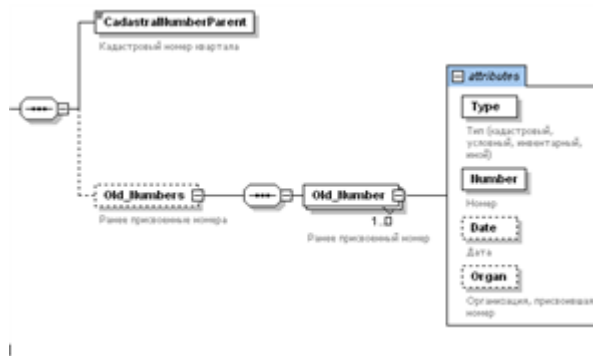 CadastralNumberParent
Кадастровый номер квартала
attributes
Type
Тип (кадастровый,
условный, инвентарный,
иной)
Old_Numbers
Old_Number
Number
1..
Ранее присвоенные номера
Ранее присвоенный номер
Номер
Date
Дата
Organ
Организация, присвоившая
номер